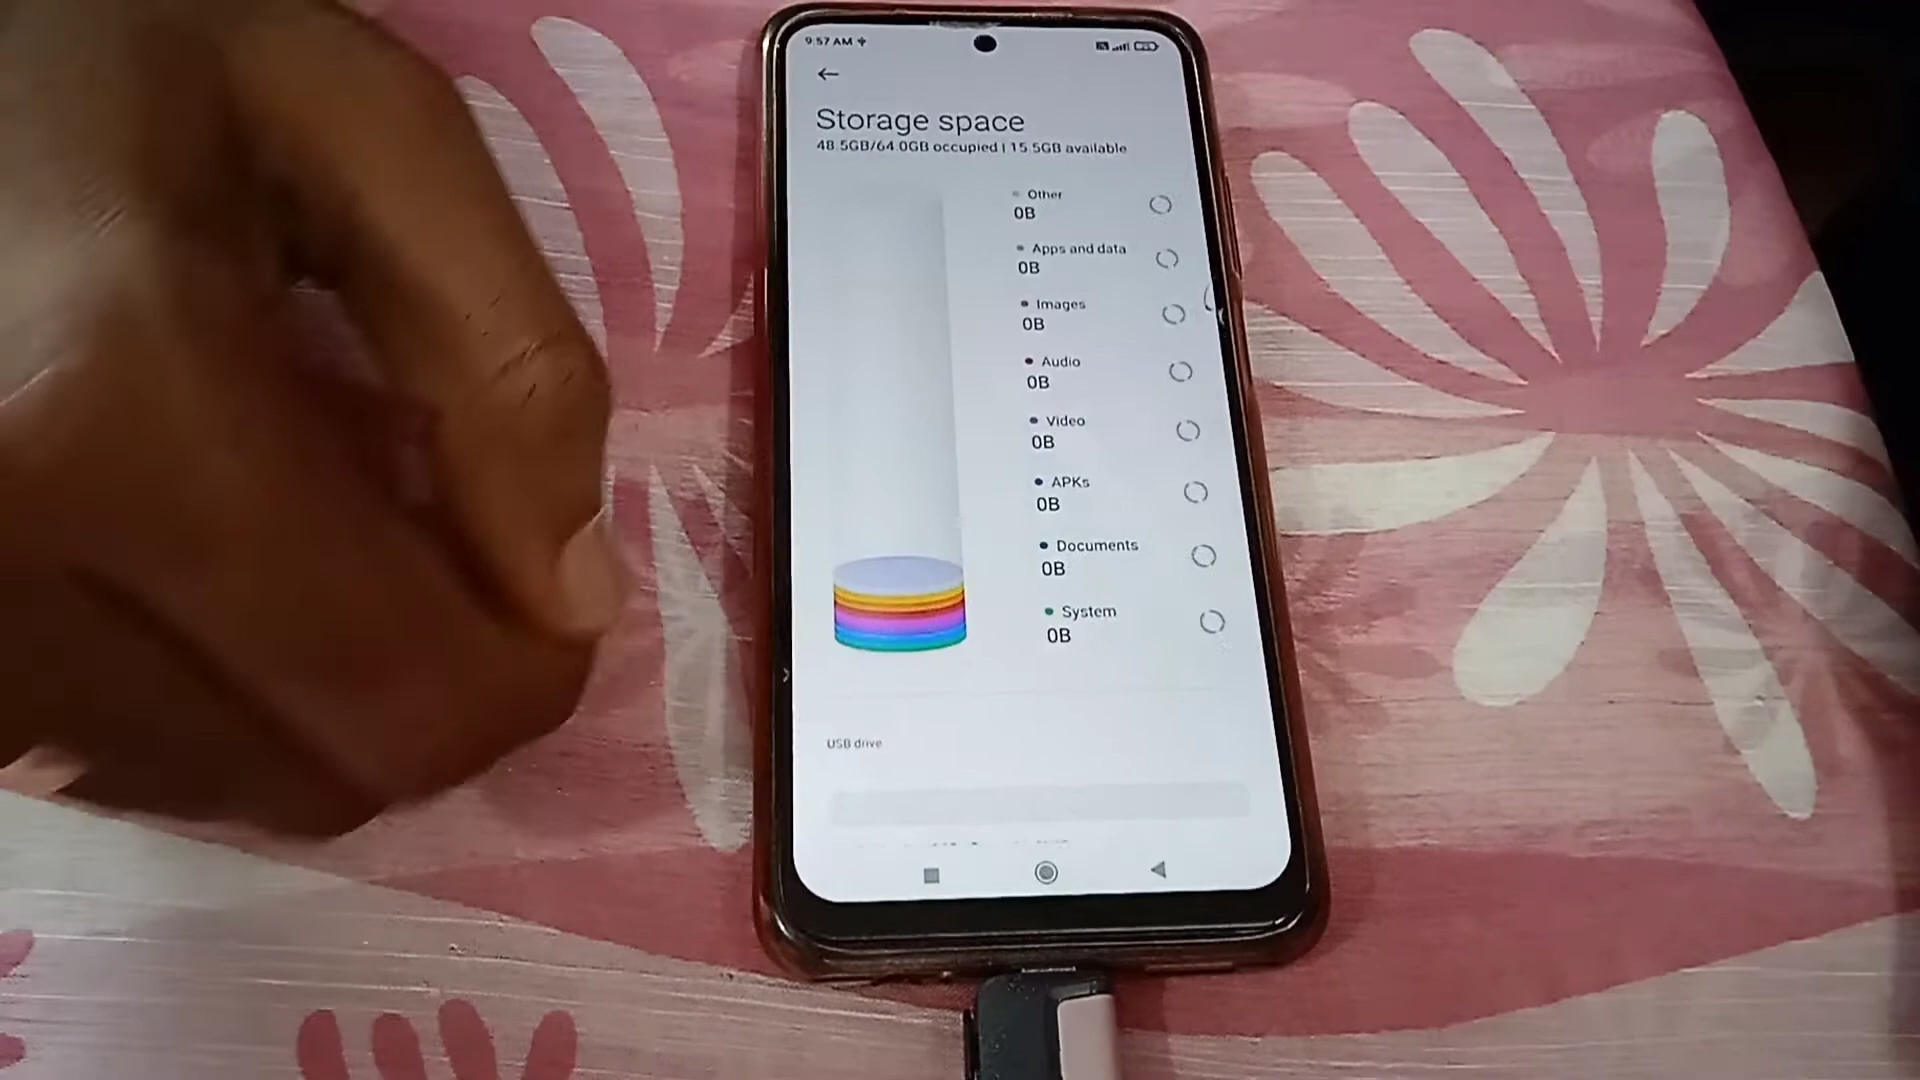 9:57 AM
Storage space
48.5GB/64.0GB occupied | 15.5GB available
Other
0B
Apps and data
0B
Images
0B
Audio
0B
Video
0B
APKs
0B
Documents
0B
System
0B
USB drive